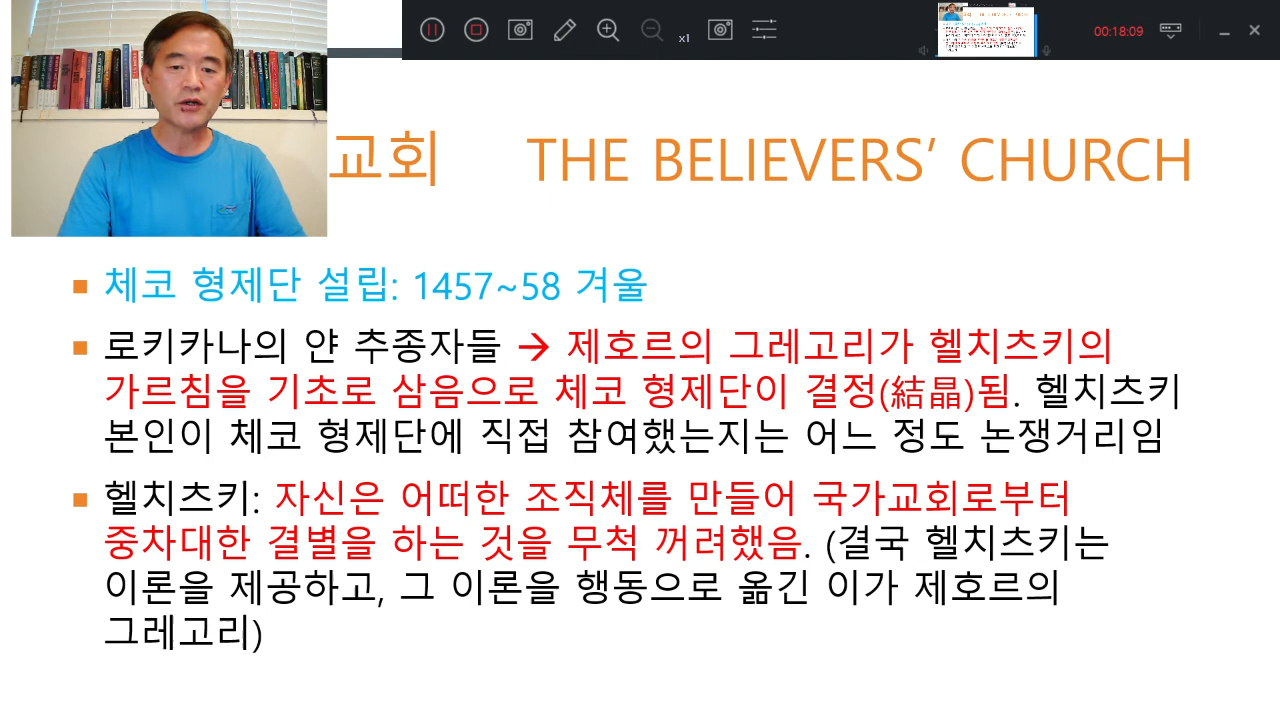 x1
00:18:09
교회 THE BELIEVERS’ CHURCH
체코 형제단 설립: 1457~58 겨울
로키카나의 얀 추종자들 → 제호르의 그레고리가 헬치츠키의
가르침을 기초로 삼음으로 체코 형제단이 결정(結晶)됨. 헬치츠키
본인이 체코 형제단에 직접 참여했는지는 어느 정도 논쟁거리임
헬치츠키: 자신은 어떠한 조직체를 만들어 국가교회로부터
중차대한 결별을 하는 것을 무척 꺼려했음. (결국 헬치츠키는
이론을 제공하고, 그 이론을 행동으로 옮긴 이가 제호르의
그레고리)